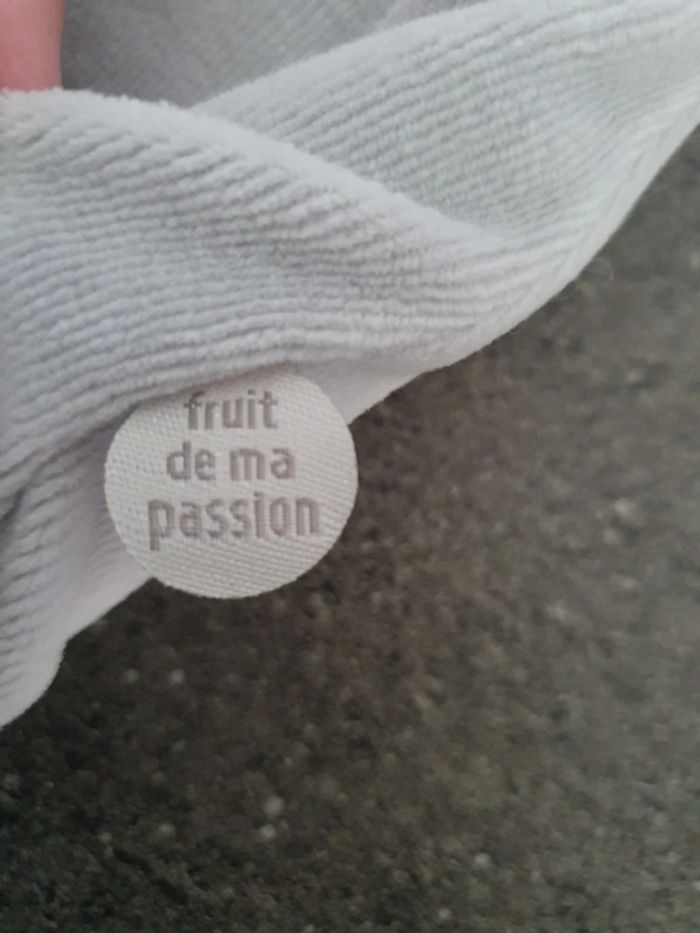 fruit
de ma
passion